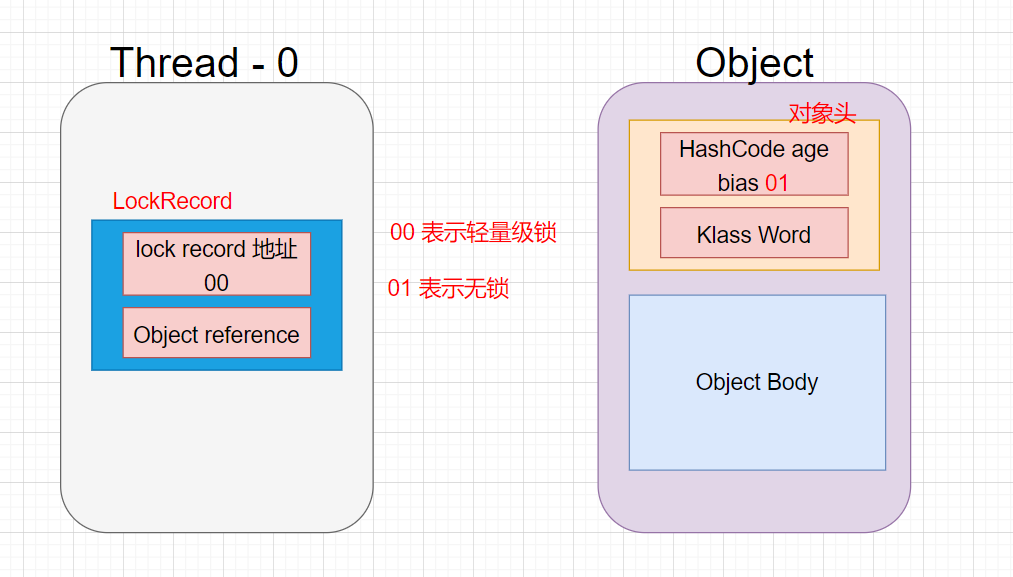 Thread - 0
LockRecord
lock record 地址
00
Object reference
00 表示轻量级锁
01 表示无锁
Object
对象头
HashCode age
bias 01
Klass Word
Object Body